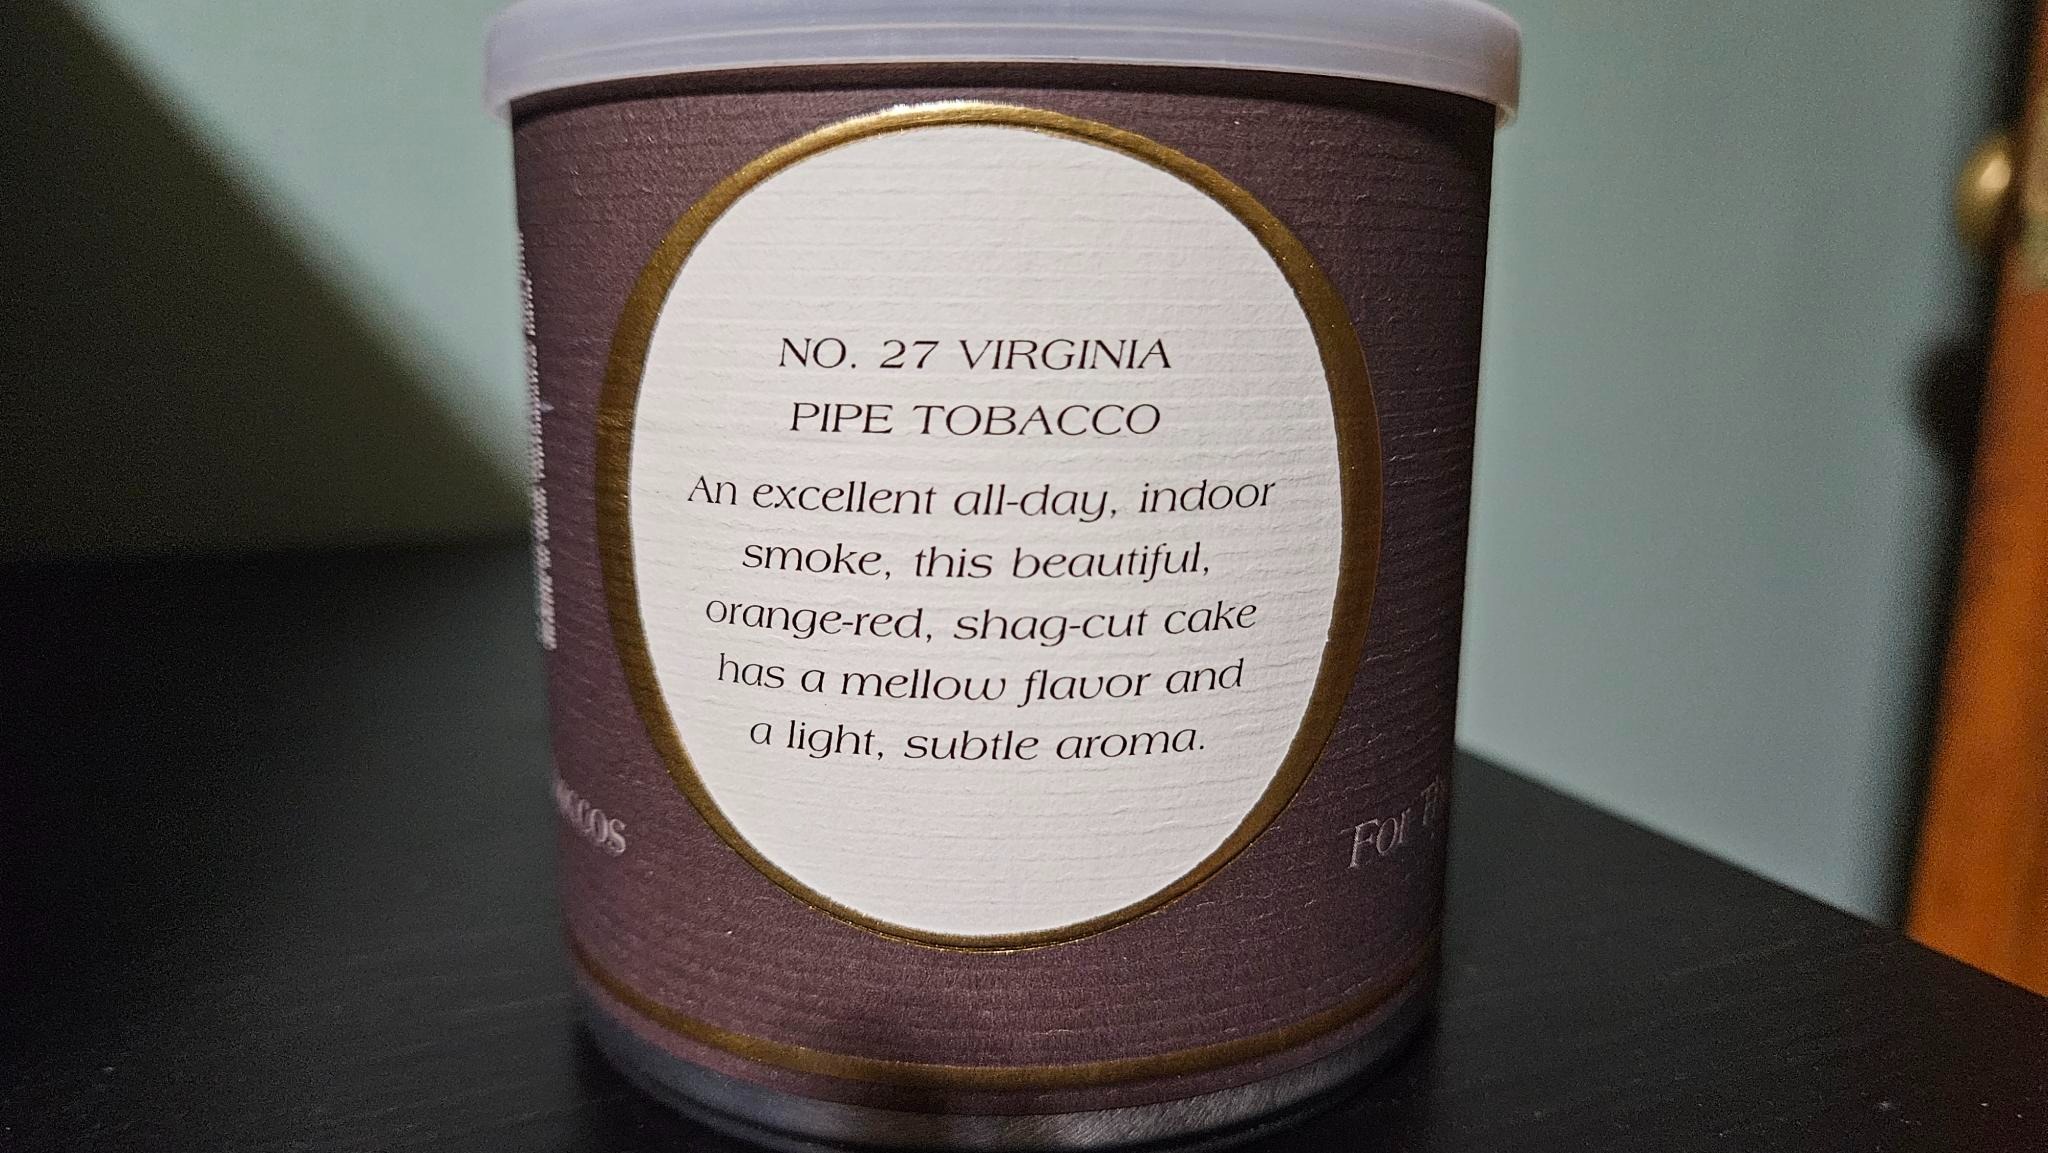 NO. 27 VIRGINIA
PIPE TOBACCO
An excellent all-day, indoor
smoke, this beautiful,
orange-red, shag-cut cake
has a mellow flavor and
a light, subtle aroma.
For